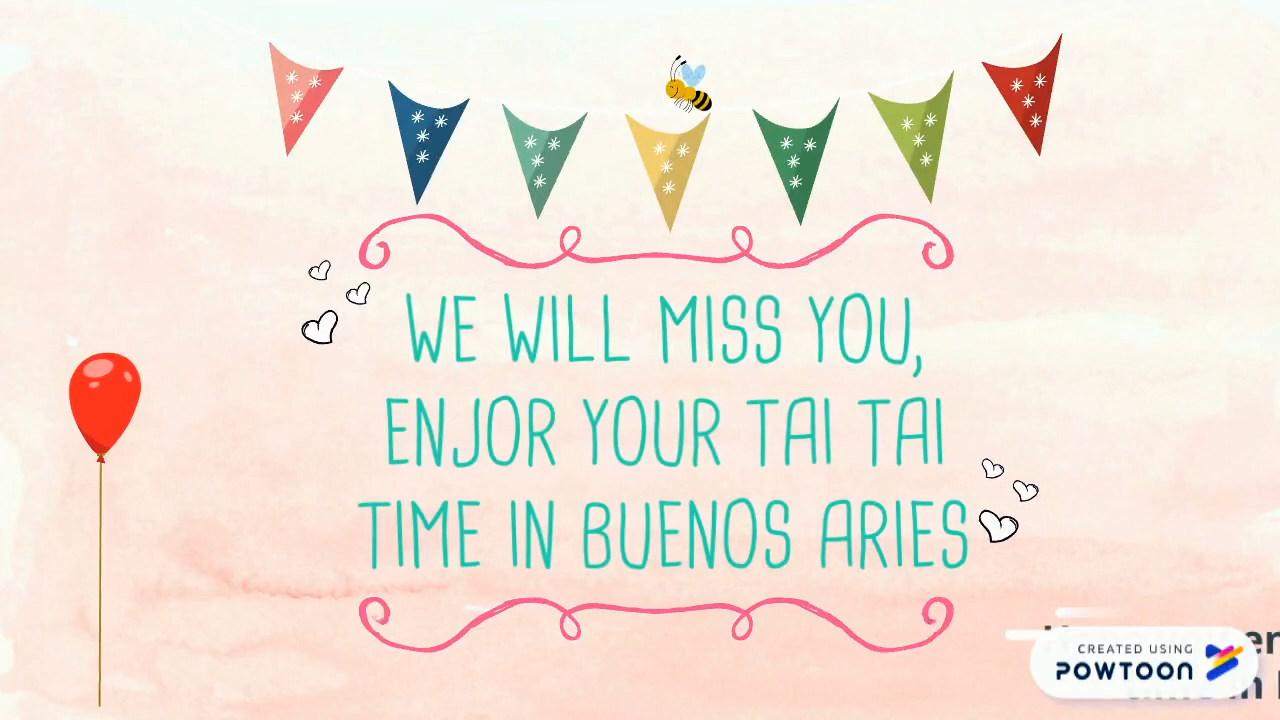 WE WILL MISS YOU,
ENJOR YOUR TAI TAI
TIME IN BUENOS ARIES
CREATED USING
POWTOON